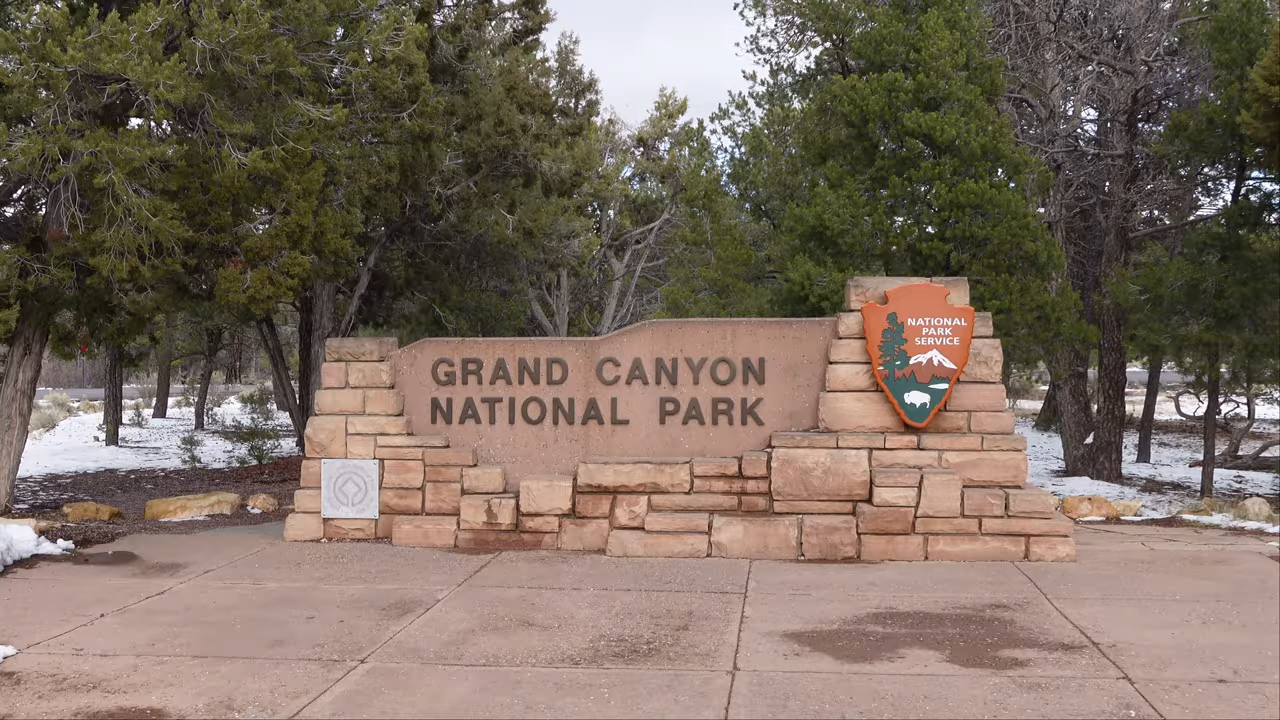 GRAND CANYON
NATIONAL PARK
NATIONAL
PARK
SERVICE